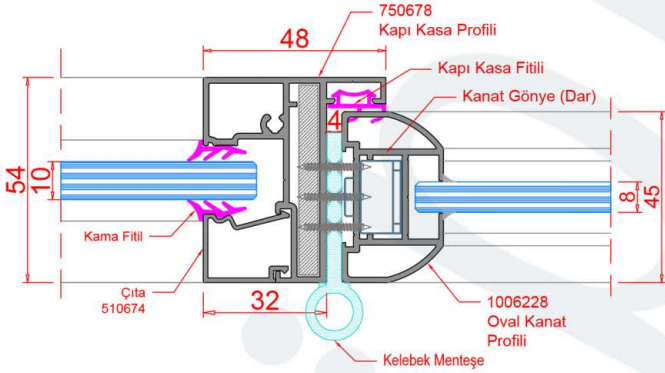 750678
Kapı Kasa Profili
48
Kapı Kasa Fitili
Kanat Gönye (Dar)
4
54
10
8
45
Kama Fitil
Çıta
510674
32
1006228
Oval Kanat
Profili
Kelebek Menteşe